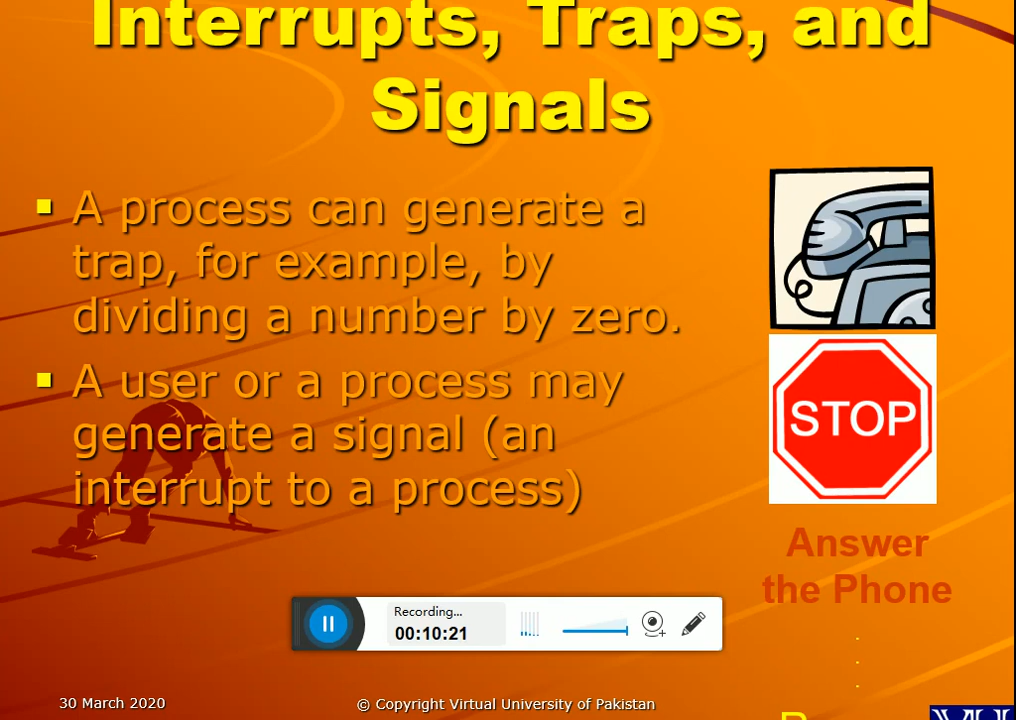 Interrupts, Traps, and
Signals
A process can generate a
trap, for example, by
dividing a number by zero.
A user or a process may
generate a signal (an
interrupt to a process)
STOP
Answer
the Phone
.
.
.
Recording...
00:10:21
30 March 2020
© Copyright Virtual University of Pakistan